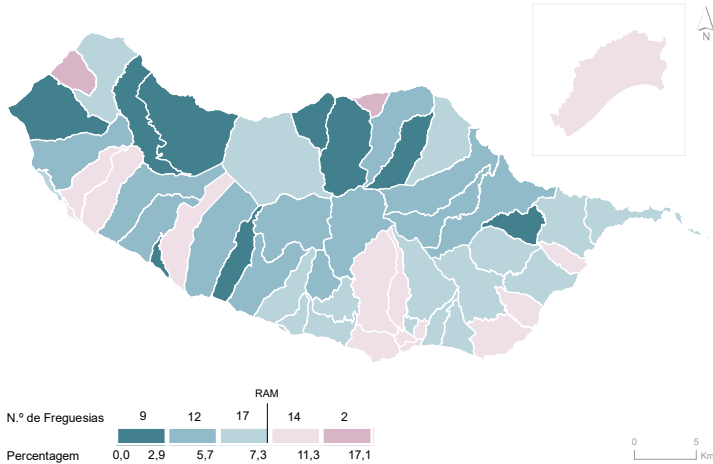 N
RAM
N.º de Freguesias 9 12 17 14 2
Percentagem 0,0 2,9 5,7 7,3 11,3 17,1
0 5
Km